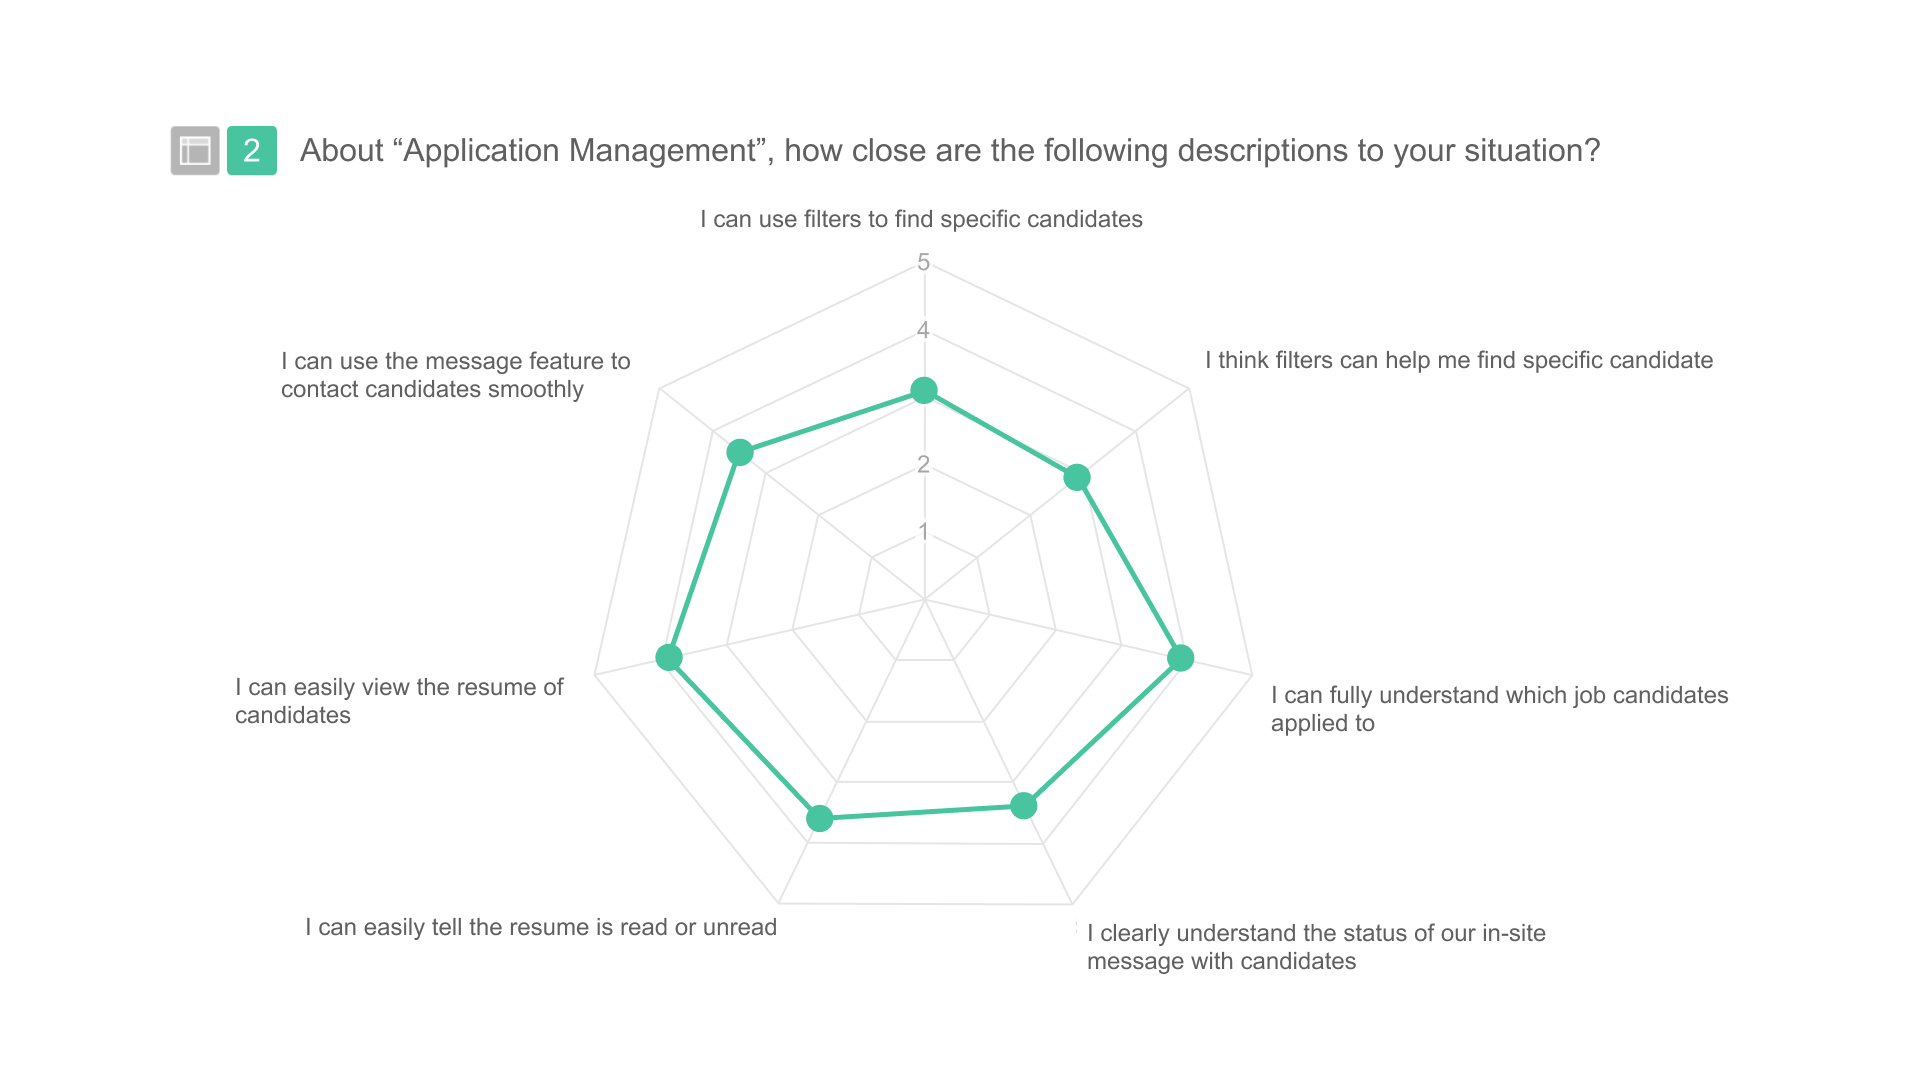 2
About “Application Management”, how close are the following descriptions to your situation?
I can use filters to find specific candidates
5
4
2
1
I can use the message feature to
contact candidates smoothly
I think filters can help me find specific candidate
I can easily view the resume of
candidates
I can fully understand which job candidates
applied to
I can easily tell the resume is read or unread
I clearly understand the status of our in-site
message with candidates